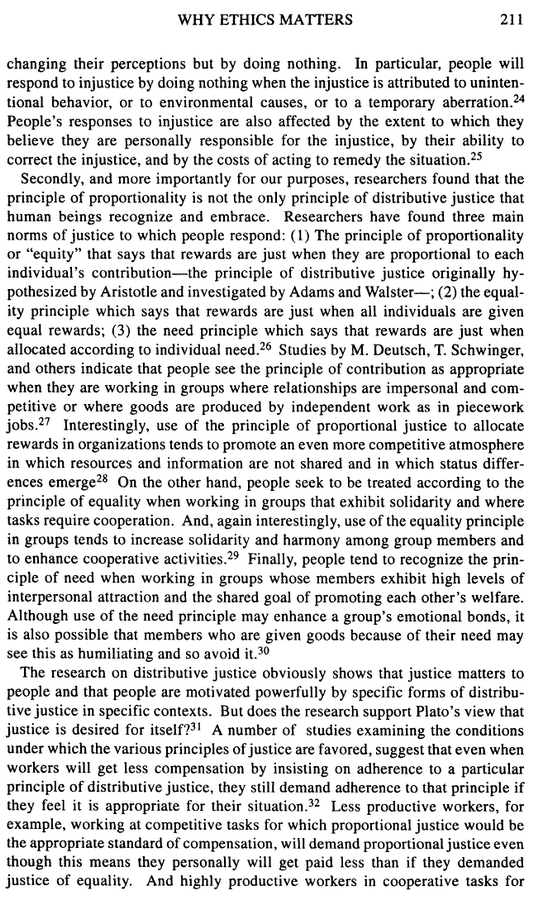 WHY ETHICS MATTERS 211
changing their perceptions but by doing nothing. In particular, people will
respond to injustice by doing nothing when the injustice is attributed to uninten-
tional behavior, or to environmental causes, or to a temporary aberration.24
People's responses to injustice are also affected by the extent to which they
believe they are personally responsible for the injustice, by their ability to
correct the injustice, and by the costs of acting to remedy the situation.25
Secondly, and more importantly for our purposes, researchers found that the
principle of proportionality is not the only principle of distributive justice that
human beings recognize and embrace. Researchers have found three main
norms of justice to which people respond: (1) The principle of proportionality
or “equity” that says that rewards are just when they are proportional to each
individual's contribution—the principle of distributive justice originally hy-
pothesized by Aristotle and investigated by Adams and Walster—; (2) the equal-
ity principle which says that rewards are just when all individuals are given
equal rewards; (3) the need principle which says that rewards are just when
allocated according to individual need.26 Studies by M. Deutsch, T. Schwinger,
and others indicate that people see the principle of contribution as appropriate
when they are working in groups where relationships are impersonal and com-
petitive or where goods are produced by independent work as in piecework
jobs.27 Interestingly, use of the principle of proportional justice to allocate
rewards in organizations tends to promote an even more competitive atmosphere
in which resources and information are not shared and in which status differ-
ences emerge28 On the other hand, people seek to be treated according to the
principle of equality when working in groups that exhibit solidarity and where
tasks require cooperation. And, again interestingly, use of the equality principle
in groups tends to increase solidarity and harmony among group members and
to enhance cooperative activities.29 Finally, people tend to recognize the prin-
ciple of need when working in groups whose members exhibit high levels of
interpersonal attraction and the shared goal of promoting each other's welfare.
Although use of the need principle may enhance a group's emotional bonds, it
is also possible that members who are given goods because of their need may
see this as humiliating and so avoid it.30
The research on distributive justice obviously shows that justice matters to
people and that people are motivated powerfully by specific forms of distribu-
tive justice in specific contexts. But does the research support Plato's view that
justice is desired for itself?31 A number of studies examining the conditions
under which the various principles of justice are favored, suggest that even when
workers will get less compensation by insisting on adherence to a particular
principle of distributive justice, they still demand adherence to that principle if
they feel it is appropriate for their situation.32 Less productive workers, for
example, working at competitive tasks for which proportional justice would be
the appropriate standard of compensation, will demand proportional justice even
though this means they personally will get paid less than if they demanded
justice of equality. And highly productive workers in cooperative tasks for